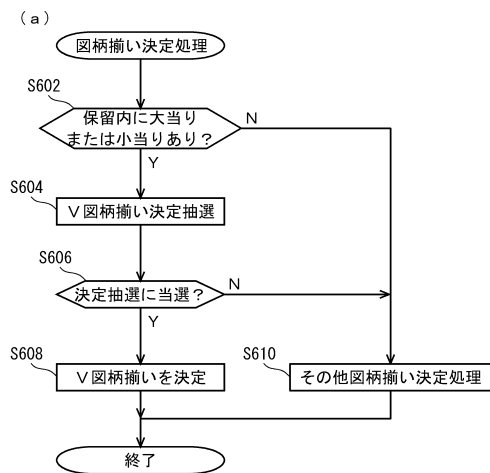 （ａ）
図柄揃い決定処理
S602
保留内に大当り
または小当りあり？
N
Y
S604
Ｖ図柄揃い決定抽選
S606
決定抽選に当選？
N
Y
S608
Ｖ図柄揃いを決定
S610
その他図柄揃い決定処理
終了